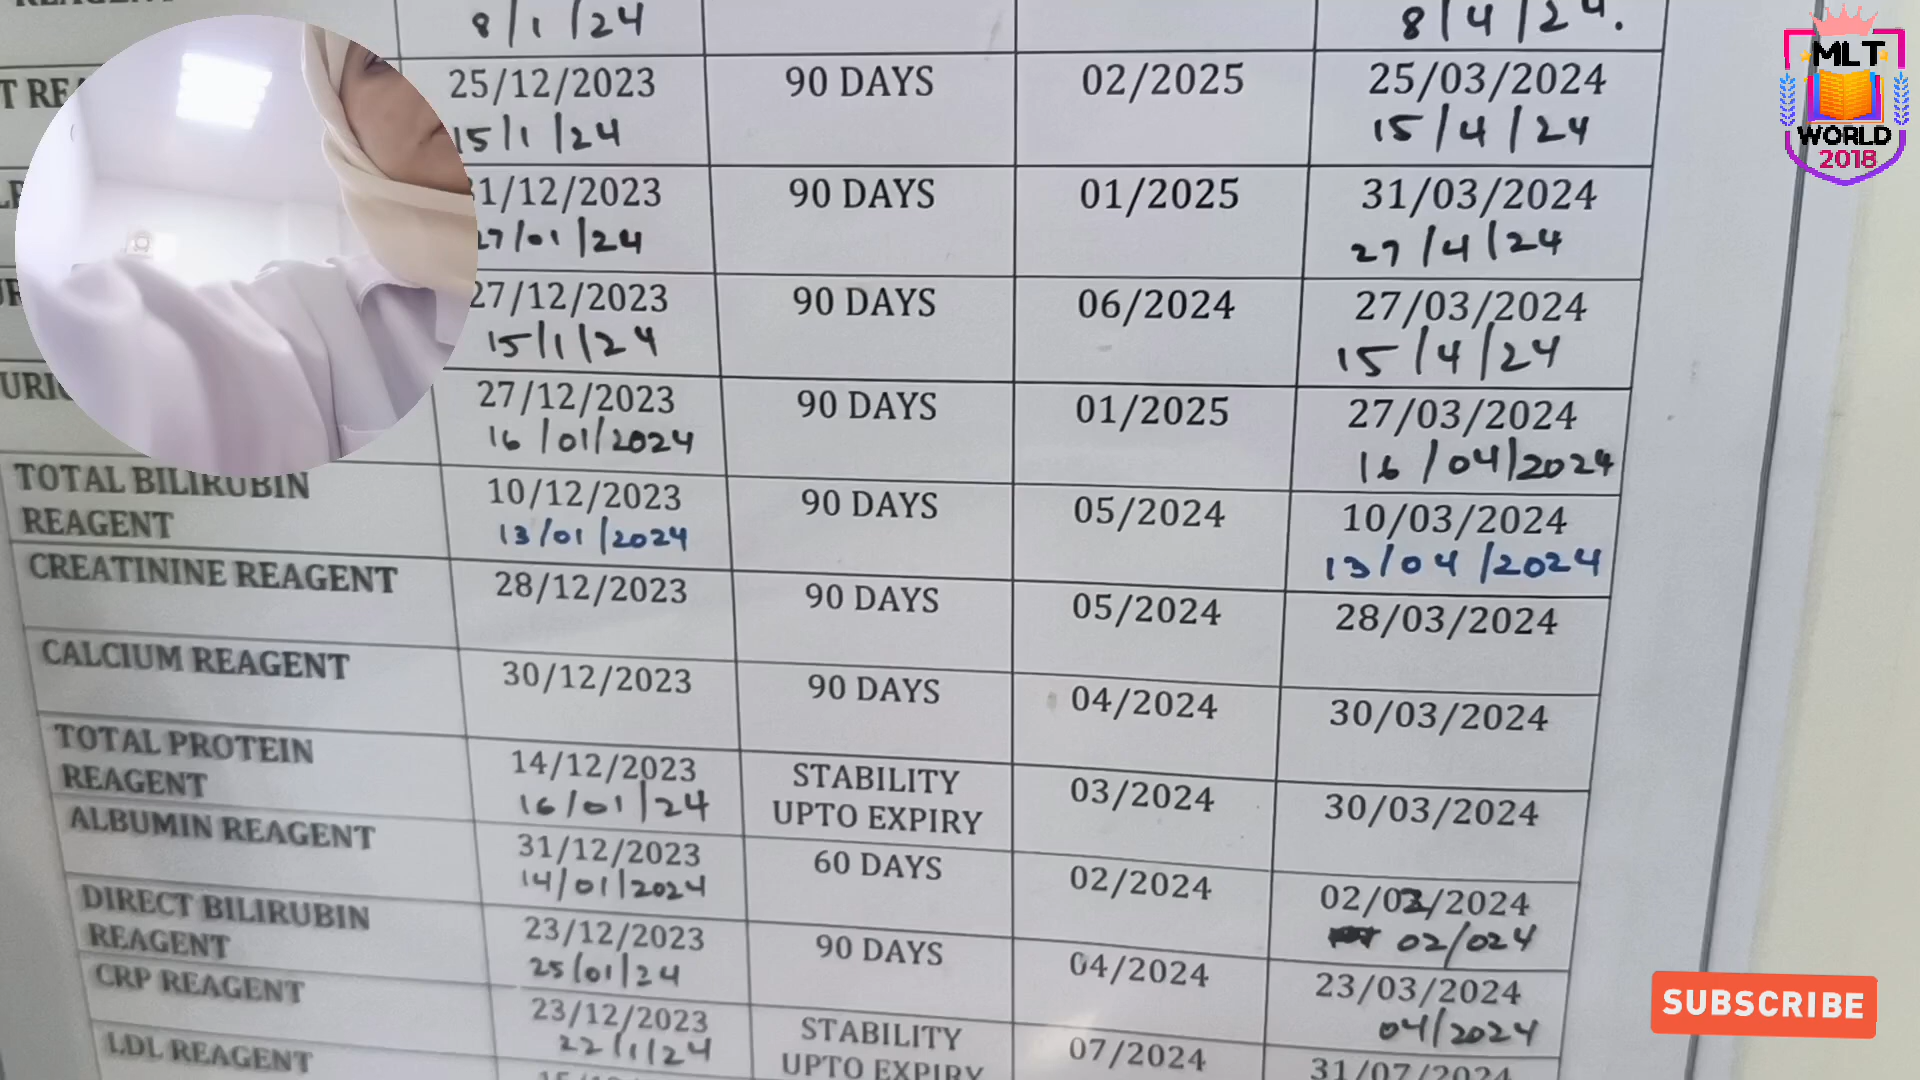 8/1/24 8/4/24.
25/12/2023 90 DAYS 02/2025 25/03/2024
15/1/24 15/4/24
31/12/2023 90 DAYS 01/2025 31/03/2024
27/01/24 27/4/24
27/12/2023 90 DAYS 06/2024 27/03/2024
15/1/24 15/4/24
27/12/2023 90 DAYS 01/2025 27/03/2024
16/01/2024 16/04/2024
TOTAL BILIRUBIN
REAGENT
10/12/2023 90 DAYS 05/2024 10/03/2024
13/01/2024 13/04/2024
CREATININE REAGENT 28/12/2023 90 DAYS 05/2024 28/03/2024
CALCIUM REAGENT 30/12/2023 90 DAYS 04/2024 30/03/2024
TOTAL PROTEIN
REAGENT
14/12/2023
16/01/24
STABILITY
UPTO EXPIRY
03/2024 30/03/2024
ALBUMIN REAGENT 31/12/2023 60 DAYS 02/2024 02/02/2024
14/01/2024 02/024
DIRECT BILIRUBIN
REAGENT
23/12/2023 90 DAYS 04/2024 23/03/2024
25/01/24 04/2024
CRP REAGENT 23/12/2023
22/1/24
STABILITY
UPTO EXPIRY
07/2024 31/07/2024
LDL REAGENT
MLT
WORLD
2018
SUBSCRIBE